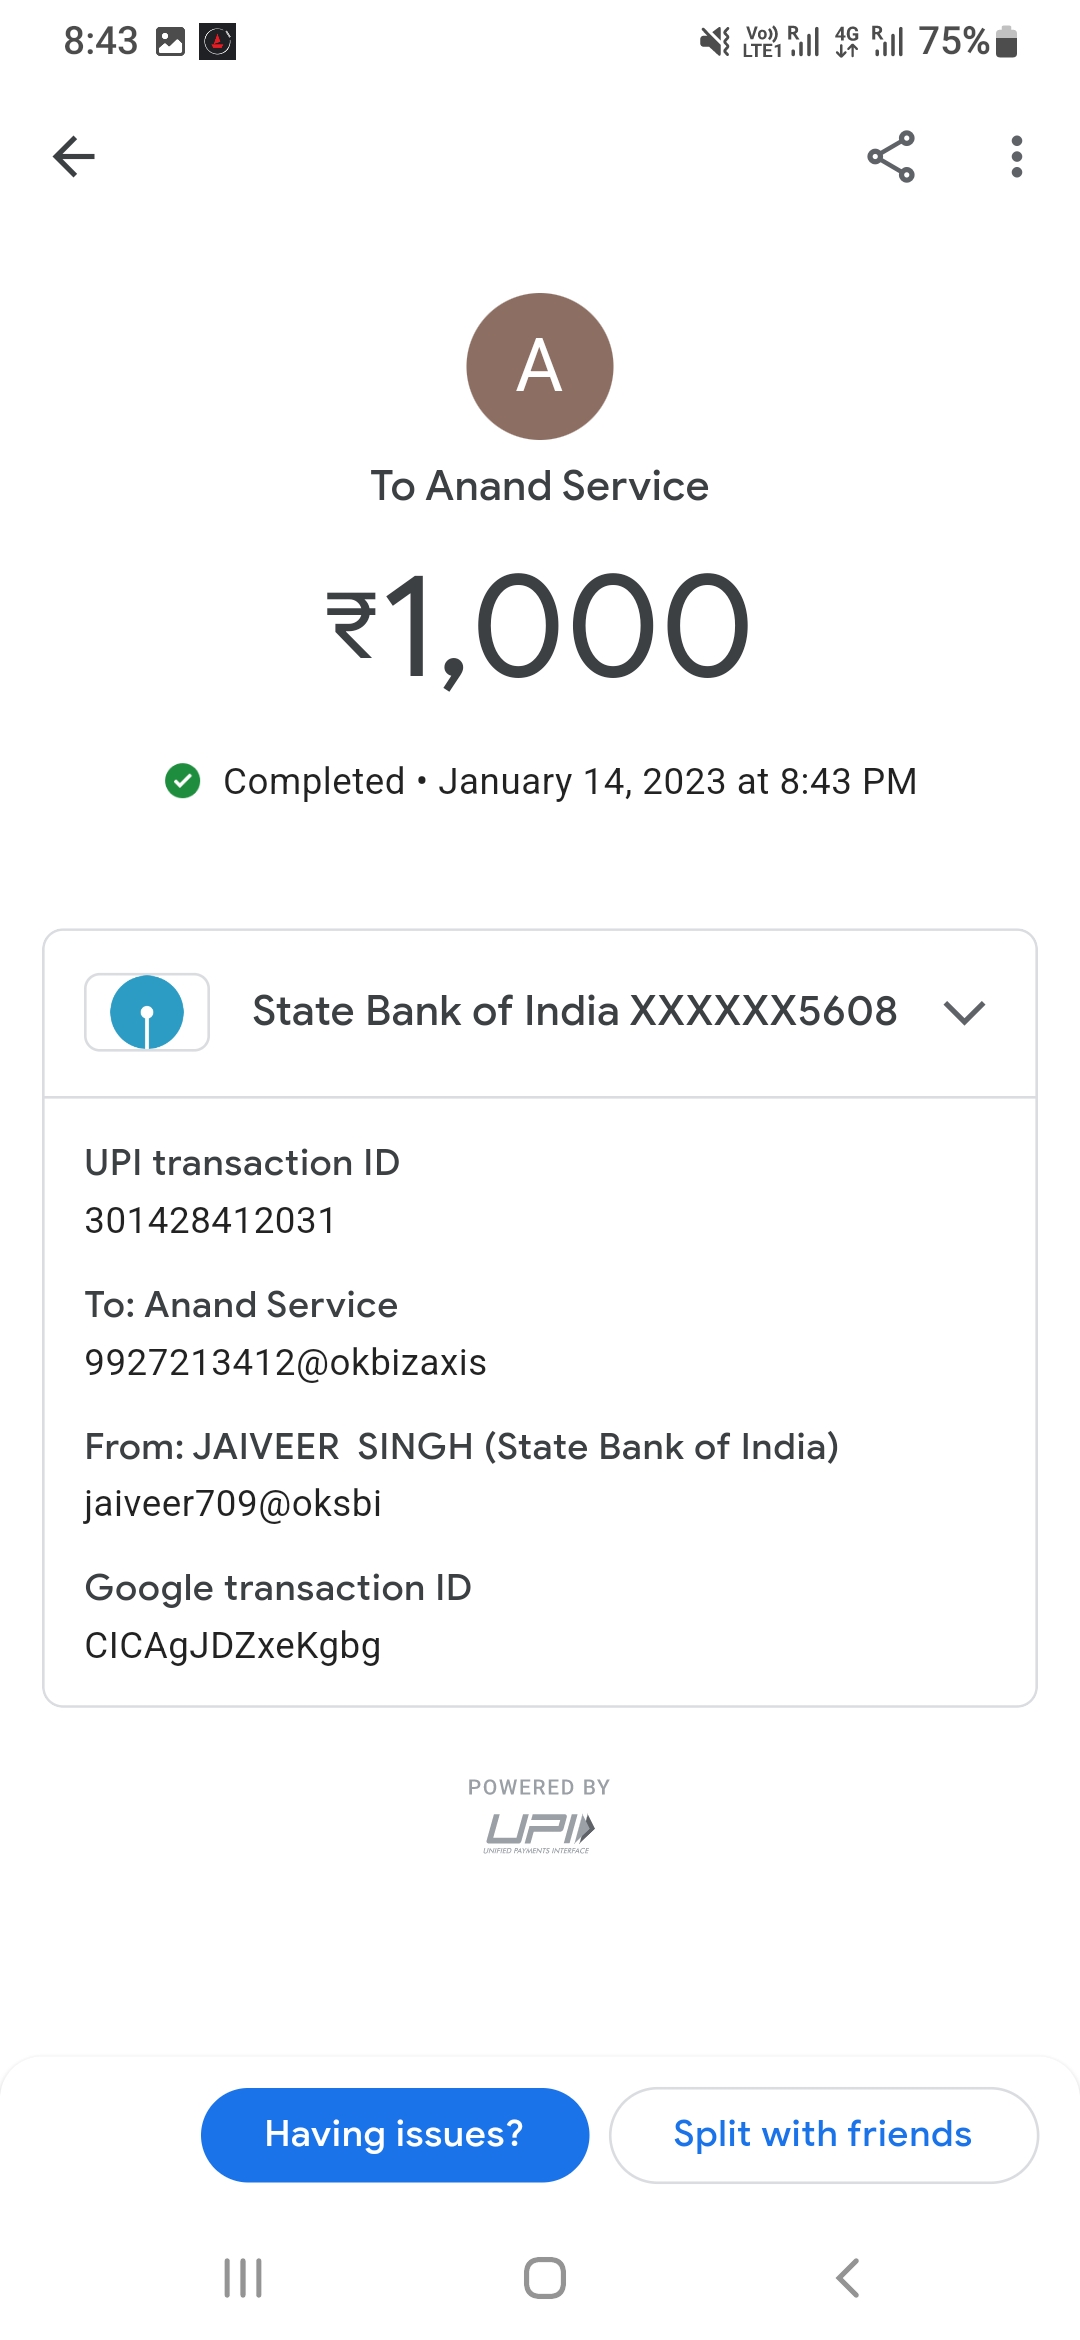 8:43 Vo)) LTE1 R 4G R 75%
A
To Anand Service
₹1,000
Completed • January 14, 2023 at 8:43 PM
State Bank of India XXXXXX5608
UPI transaction ID
301428412031
To: Anand Service
9927213412@okbizaxis
From: JAIVEER  SINGH (State Bank of India)
jaiveer709@oksbi
Google transaction ID
CICAgJDZxeKgbg
POWERED BY
UPI
UNIFIED PAYMENTS INTERFACE
Having issues? Split with friends